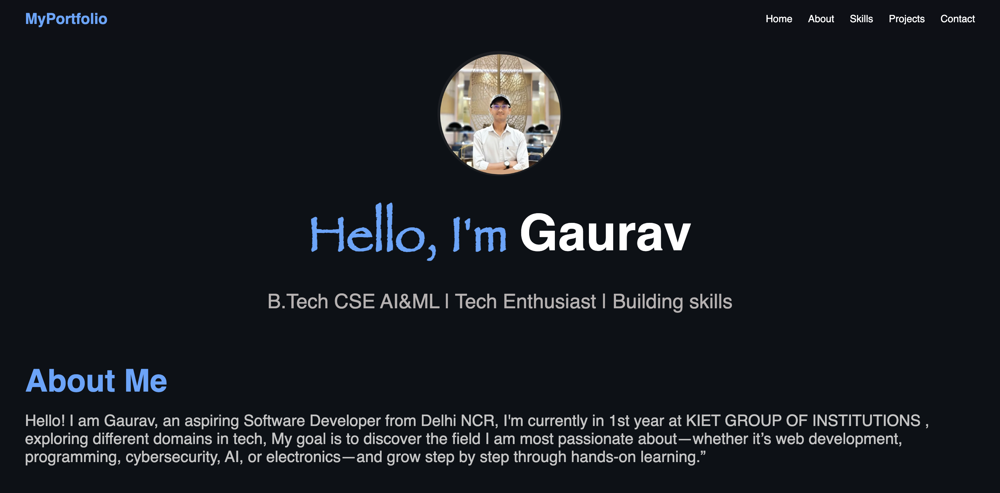 MyPortfolio
Home About Skills Projects Contact
Hello, I'm Gaurav
B.Tech CSE AI&ML | Tech Enthusiast | Building skills
About Me
Hello! I am Gaurav, an aspiring Software Developer from Delhi NCR, I'm currently in 1st year at KIET GROUP OF INSTITUTIONS ,
exploring different domains in tech, My goal is to discover the field I am most passionate about—whether it’s web development,
programming, cybersecurity, AI, or electronics—and grow step by step through hands-on learning.”